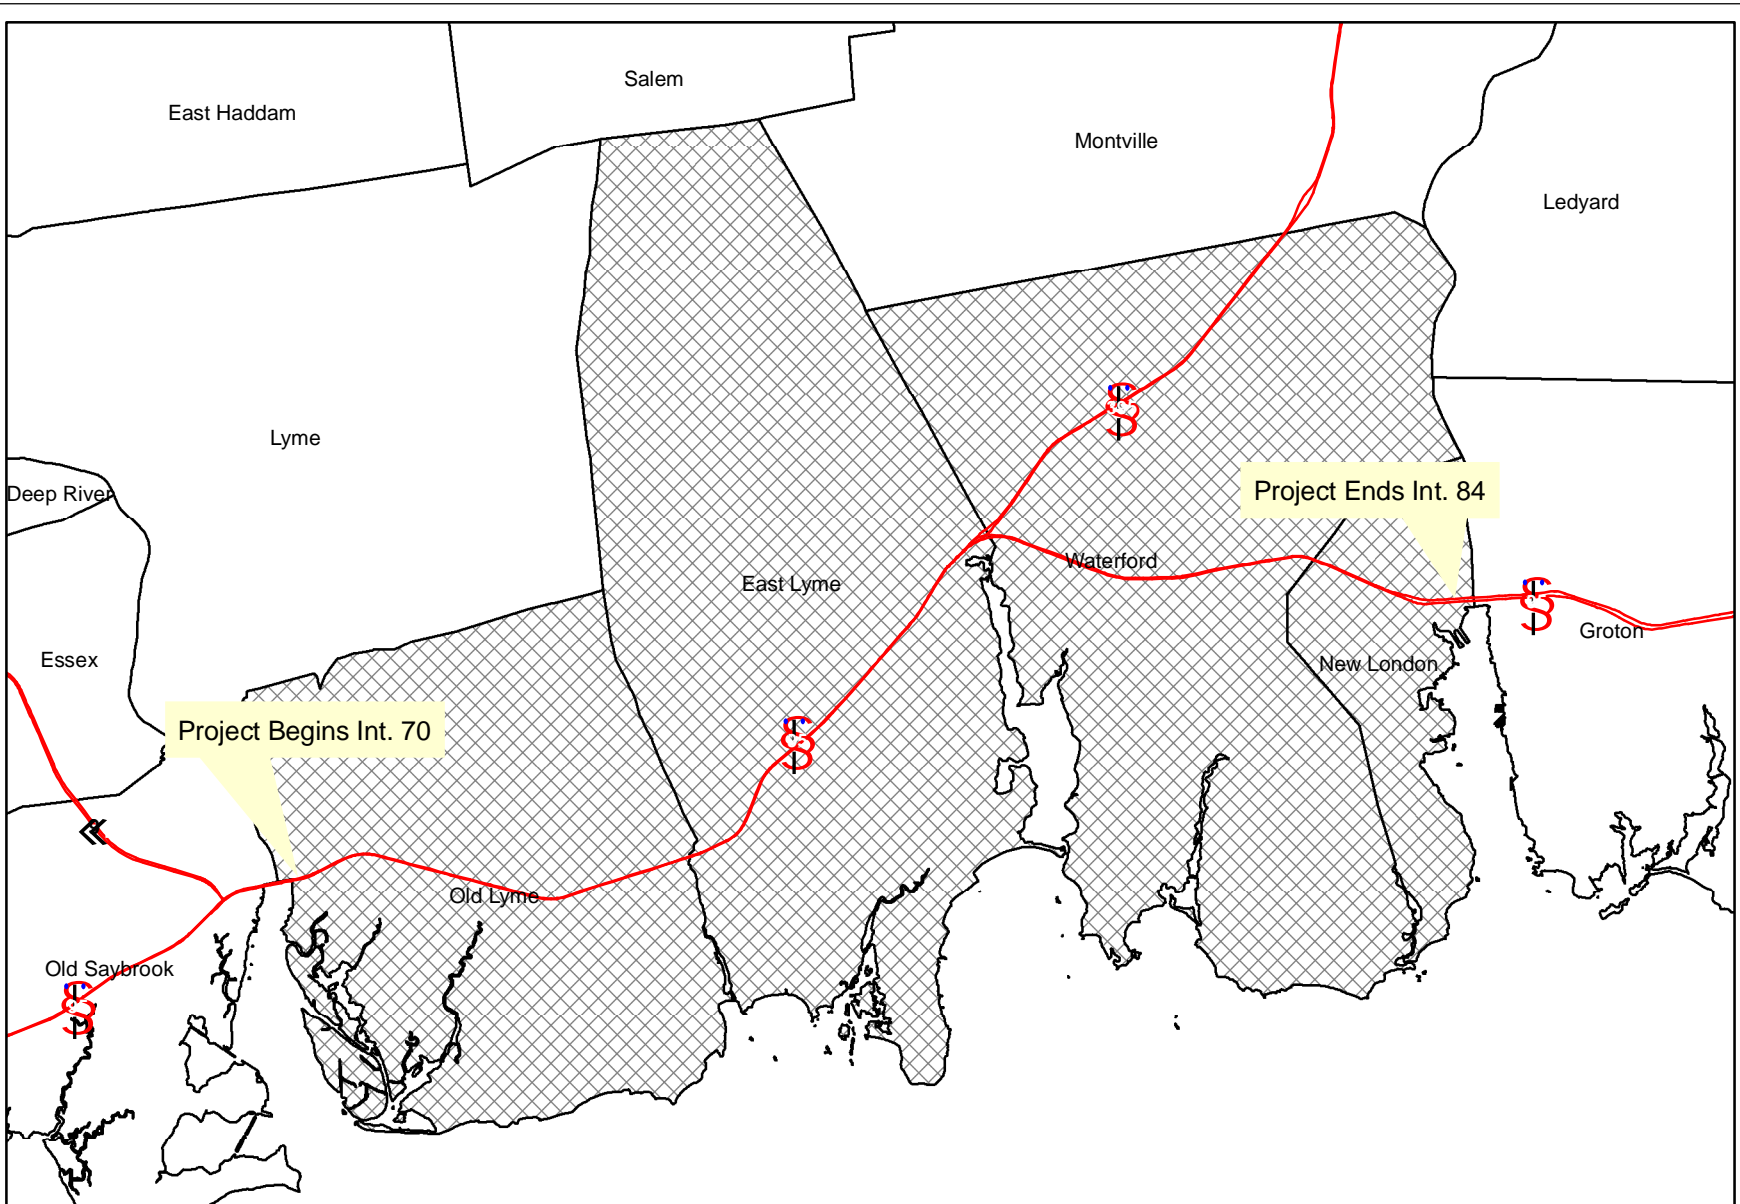 Salem
East Haddam
Montville
Ledyard
Lyme
Deep River
Project Ends Int. 84
Waterford
East Lyme
Essex
Groton
New London
Project Begins Int. 70
Old Lyme
Old Saybrook